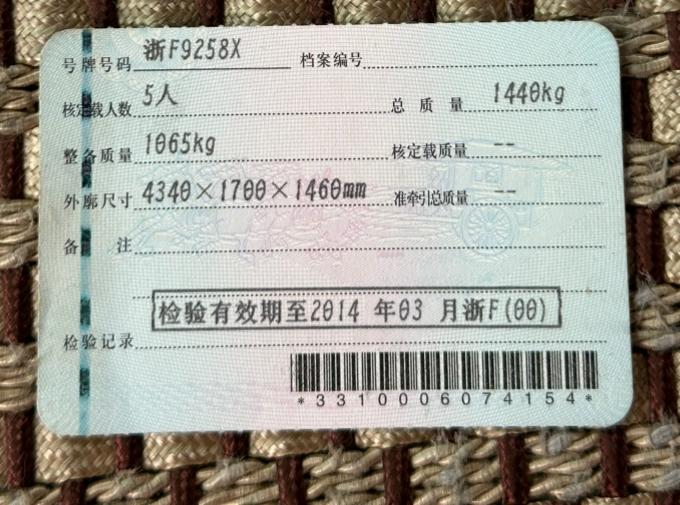 号牌号码 浙F9258X 档案编号
核定载人数 5人 总质量 1440kg
整备质量 1065kg 核定载质量 --
外廓尺寸 4340×1700×1460mm 准牵引总质量 --
备注
检验有效期至2014 年03 月浙F(00)
检验记录
*3310006074154*